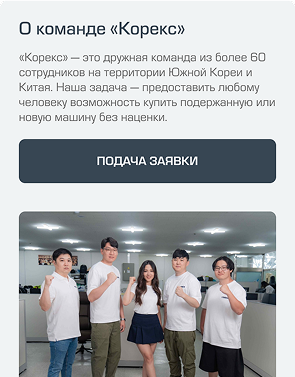 О команде «Корекс»
«Корекс» — это дружная команда из более 60
сотрудников на территории Южной Кореи и
Китая. Наша задача — предоставить любому
человеку возможность купить подержанную или
новую машину без наценки.
ПОДАЧА ЗАЯВКИ